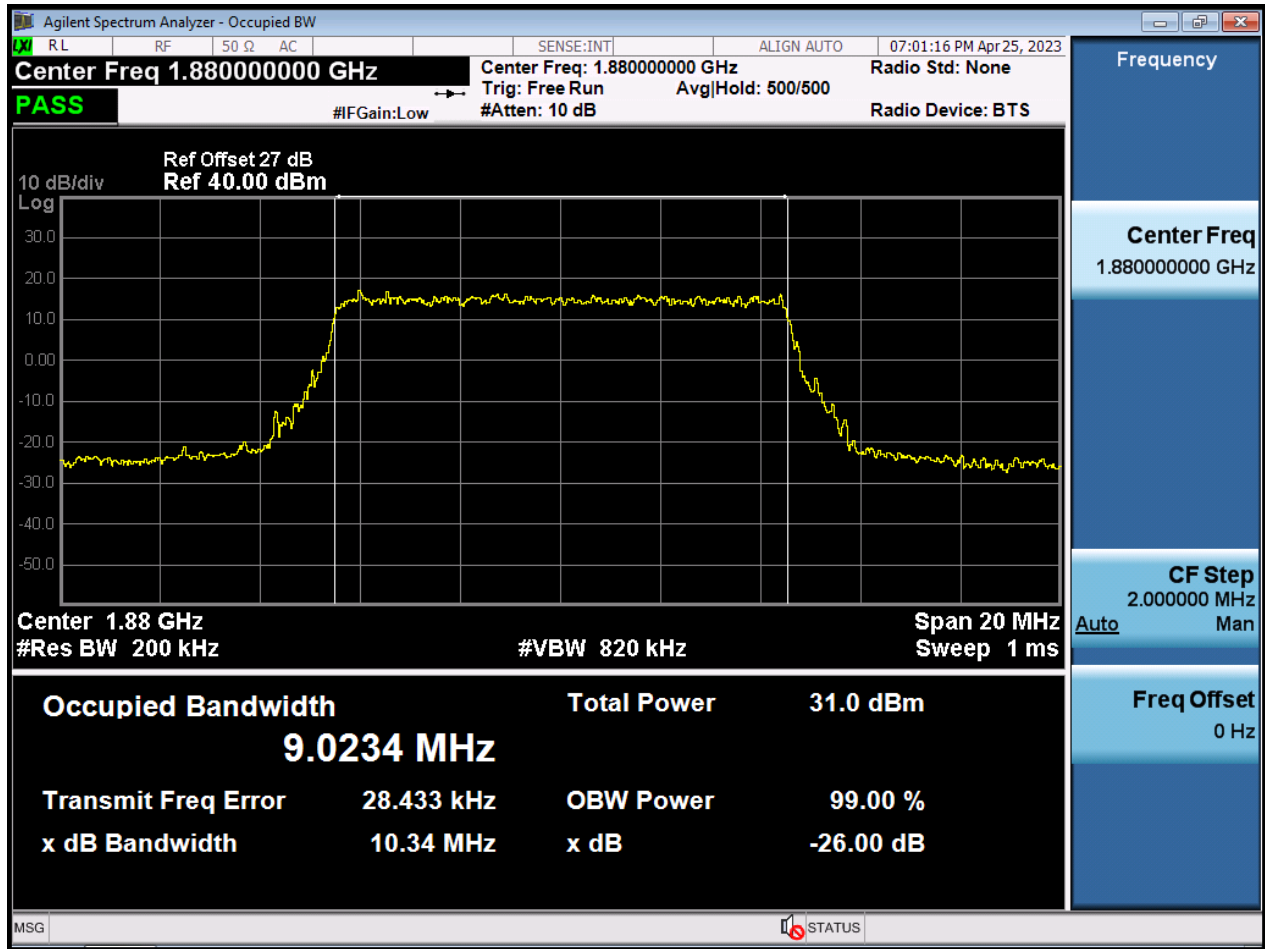 Agilent Spectrum Analyzer - Occupied BW
LXI RL RF 50 Ω AC SENSE:INT ALIGN AUTO 07:01:16 PM Apr 25, 2023
Center Freq 1.880000000 GHz
PASS
#IFGain:Low
Center Freq: 1.880000000 GHz
Trig: Free Run Avg|Hold: 500/500
#Atten: 10 dB
Radio Std: None
Radio Device: BTS
Ref Offset 27 dB
10 dB/div Ref 40.00 dBm
Log
30.0
20.0
10.0
0.00
-10.0
-20.0
-30.0
-40.0
-50.0
Center 1.88 GHz Span 20 MHz
#Res BW 200 kHz #VBW 820 kHz Sweep 1 ms
Occupied Bandwidth Total Power 31.0 dBm
9.0234 MHz
Transmit Freq Error 28.433 kHz OBW Power 99.00 %
x dB Bandwidth 10.34 MHz x dB -26.00 dB
MSG STATUS
Frequency
Center Freq
1.880000000 GHz
CF Step
2.000000 MHz
Auto Man
Freq Offset
0 Hz